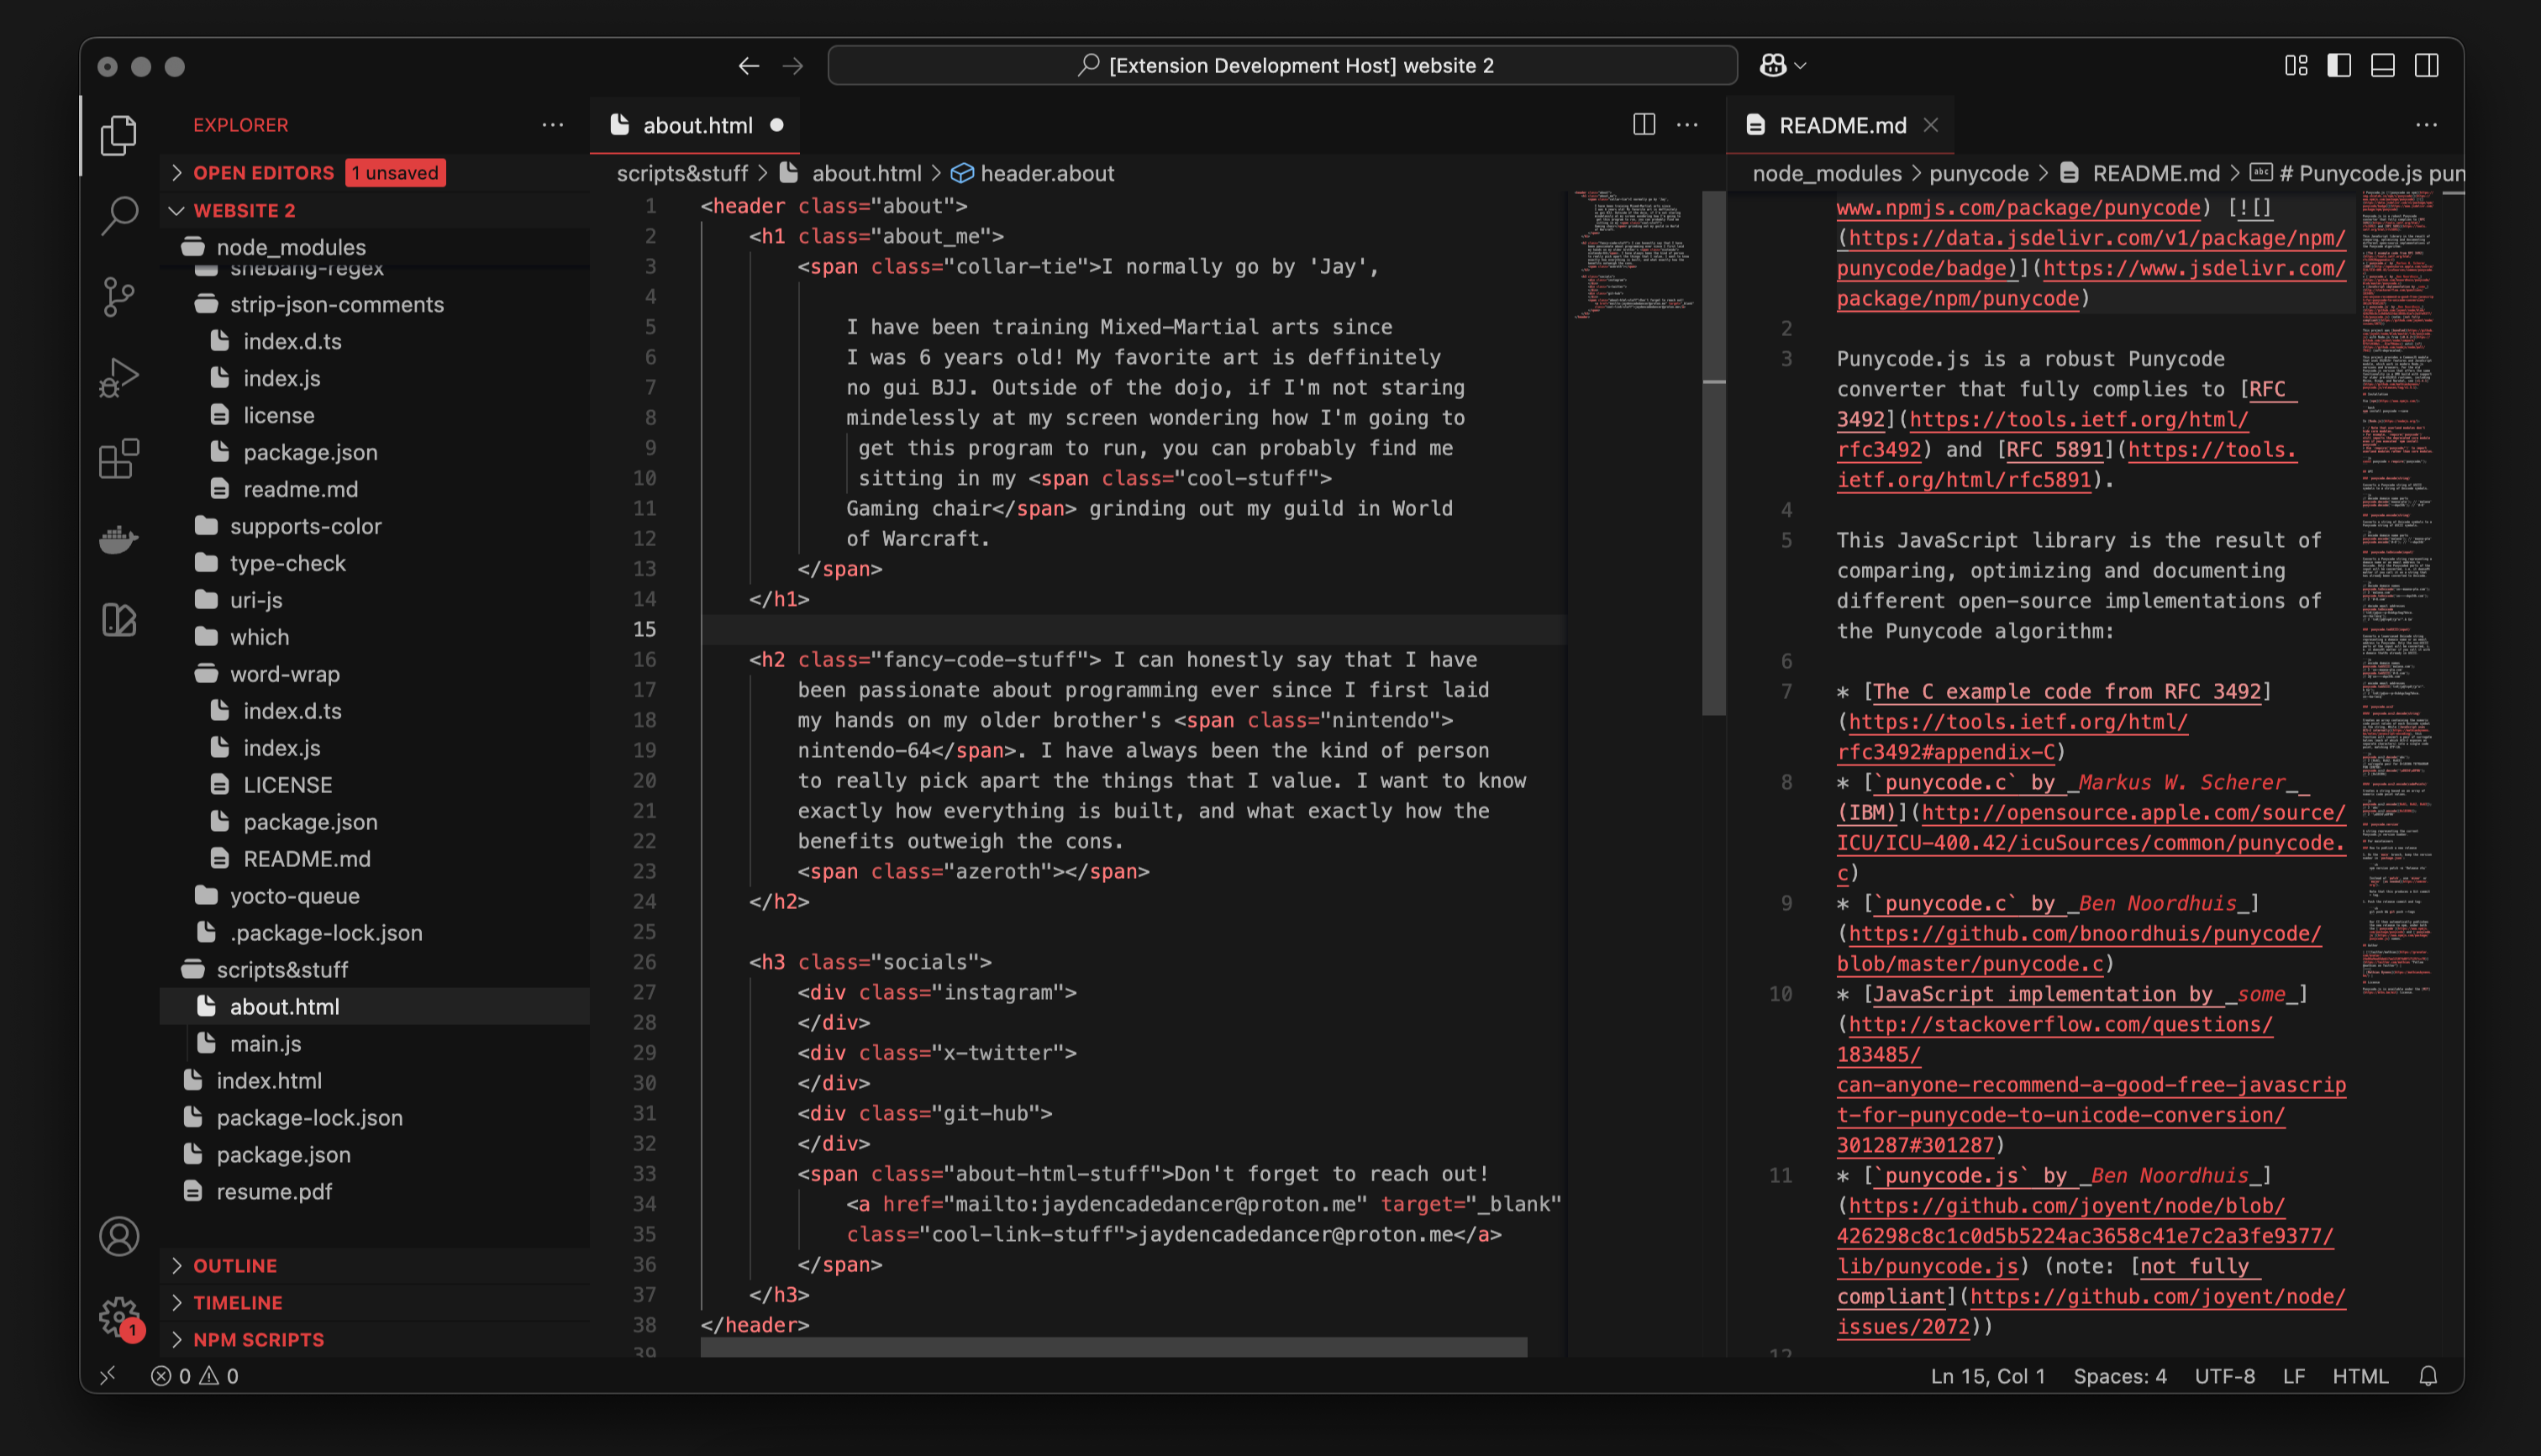 [Extension Development Host] website 2
EXPLORER
OPEN EDITORS 1 unsaved
WEBSITE 2
node_modules
shebang-regex
strip-json-comments
index.d.ts
index.js
license
package.json
readme.md
supports-color
type-check
uri-js
which
word-wrap
index.d.ts
index.js
LICENSE
package.json
README.md
yocto-queue
.package-lock.json
scripts&stuff
about.html
main.js
index.html
package-lock.json
package.json
resume.pdf
OUTLINE
TIMELINE
NPM SCRIPTS
1
about.html
scripts&stuff > about.html > header.about
1 <header class="about">
2 <h1 class="about_me">
3 <span class="collar-tie">I normally go by 'Jay',
4
5 I have been training Mixed-Martial arts since
6 I was 6 years old! My favorite art is deffinitely
7 no gui BJJ. Outside of the dojo, if I'm not staring
8 mindelessly at my screen wondering how I'm going to
9 get this program to run, you can probably find me
10 sitting in my <span class="cool-stuff">
11 Gaming chair</span> grinding out my guild in World
12 of Warcraft.
13 </span>
14 </h1>
15
16 <h2 class="fancy-code-stuff"> I can honestly say that I have
17 been passionate about programming ever since I first laid
18 my hands on my older brother's <span class="nintendo">
19 nintendo-64</span>. I have always been the kind of person
20 to really pick apart the things that I value. I want to know
21 exactly how everything is built, and what exactly how the
22 benefits outweigh the cons.
23 <span class="azeroth"></span>
24 </h2>
25
26 <h3 class="socials">
27 <div class="instagram">
28 </div>
29 <div class="x-twitter">
30 </div>
31 <div class="git-hub">
32 </div>
33 <span class="about-html-stuff">Don't forget to reach out!
34 <a href="mailto:jaydencadedancer@proton.me" target="_blank"
35 class="cool-link-stuff">jaydencadedancer@proton.me</a>
36 </span>
37 </h3>
38 </header>
39
README.md
node_modules > punycode > README.md > # Punycode.js pun
www.npmjs.com/package/punycode) [![]
(https://data.jsdelivr.com/v1/package/npm/
punycode/badge)](https://www.jsdelivr.com/
package/npm/punycode)
2
3 Punycode.js is a robust Punycode
converter that fully complies to [RFC
3492](https://tools.ietf.org/html/
rfc3492) and [RFC 5891](https://tools.
ietf.org/html/rfc5891).
4
5 This JavaScript library is the result of
comparing, optimizing and documenting
different open-source implementations of
the Punycode algorithm:
6
7 * [The C example code from RFC 3492]
(https://tools.ietf.org/html/
rfc3492#appendix-C)
8 * [`punycode.c` by _Markus W. Scherer_
(IBM)](http://opensource.apple.com/source/
ICU/ICU-400.42/icuSources/common/punycode.
c)
9 * [`punycode.c` by _Ben Noordhuis_]
(https://github.com/bnoordhuis/punycode/
blob/master/punycode.c)
10 * [JavaScript implementation by _some_]
(http://stackoverflow.com/questions/
183485/
can-anyone-recommend-a-good-free-javascrip
t-for-punycode-to-unicode-conversion/
301287#301287)
11 * [`punycode.js` by _Ben Noordhuis_]
(https://github.com/joyent/node/blob/
426298c8c1c0d5b5224ac3658c41e7c2a3fe9377/
lib/punycode.js) (note: [not fully
compliant](https://github.com/joyent/node/
issues/2072))
12
0 0
Ln 15, Col 1 Spaces: 4 UTF-8 LF HTML